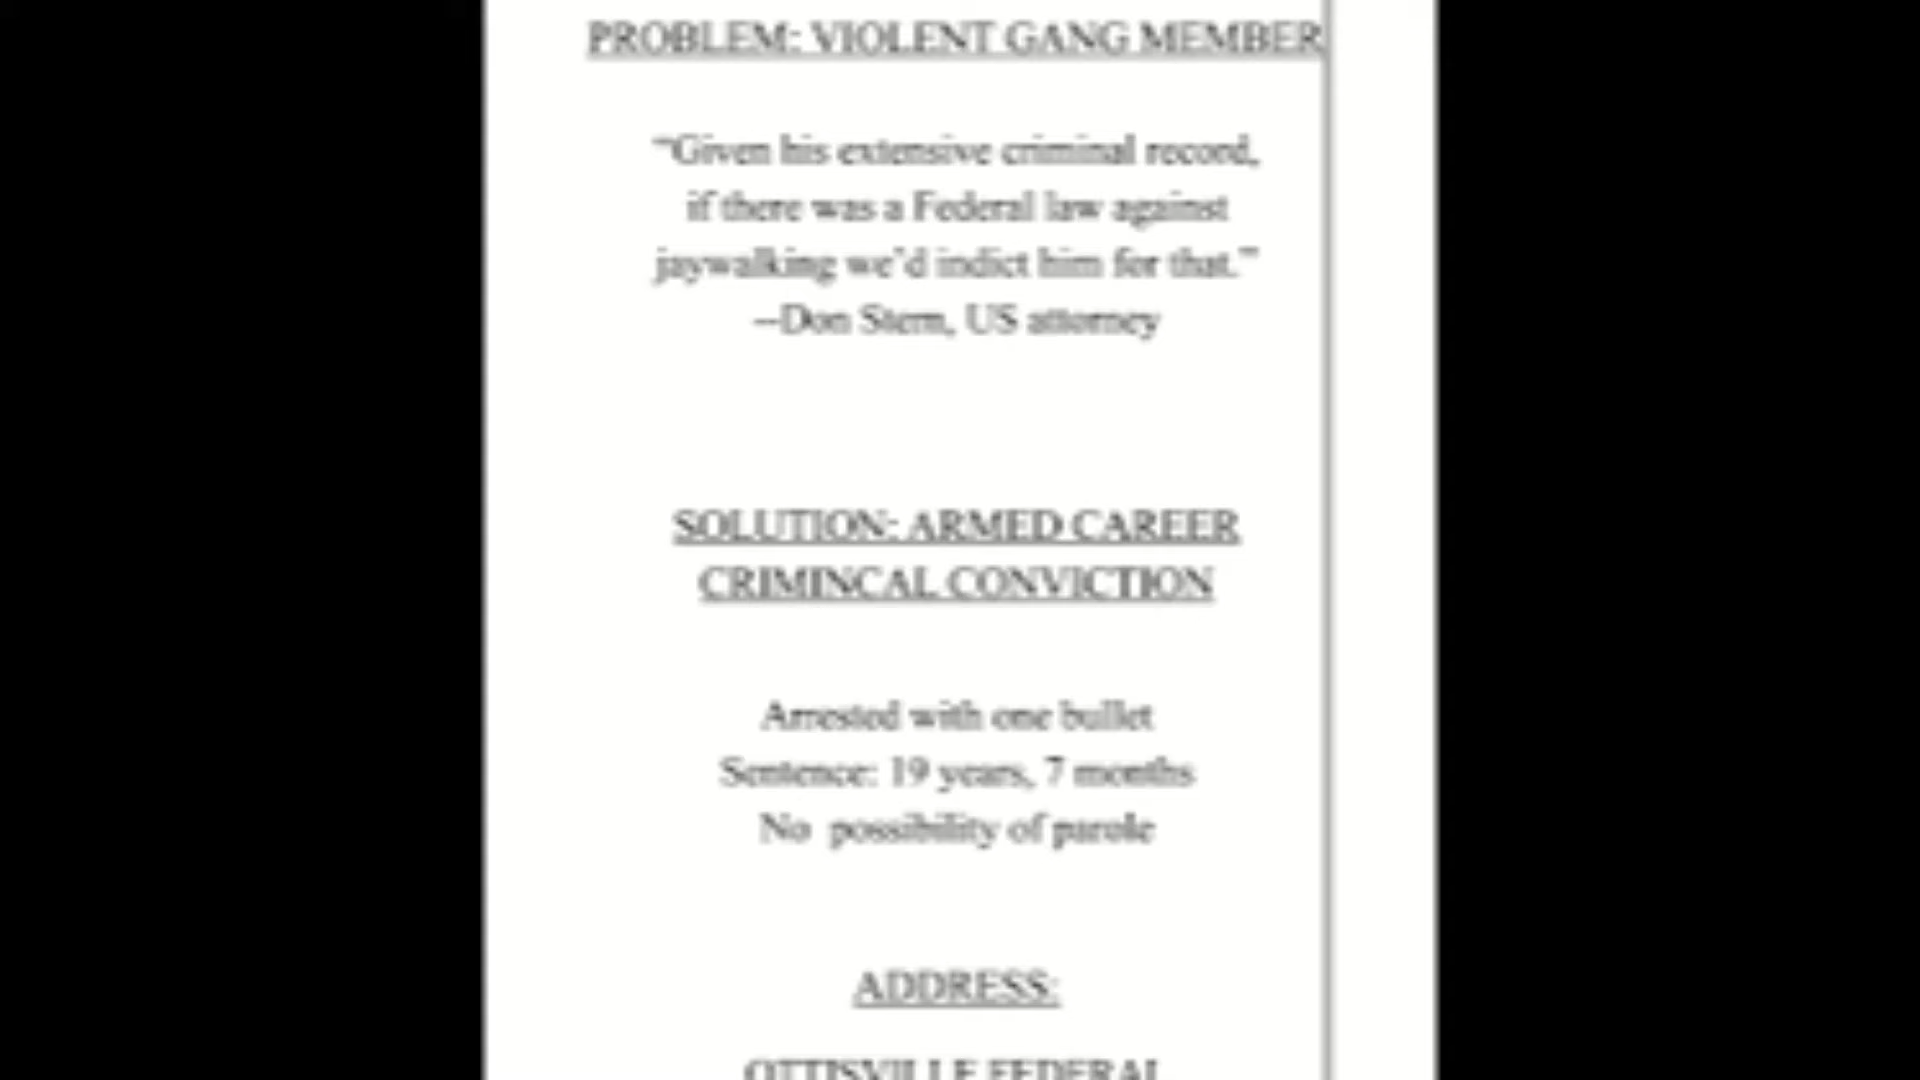 PROBLEM: VIOLENT GANG MEMBER
"Given his extensive criminal record,
if there was a Federal law against
jaywalking we'd indict him for that."
--Don Stern, US attorney
SOLUTION: ARMED CAREER
CRIMINCAL CONVICTION
Arrested with one bullet
Sentence: 19 years, 7 months
No possibility of parole
ADDRESS:
OTTISVILLE FEDERAL